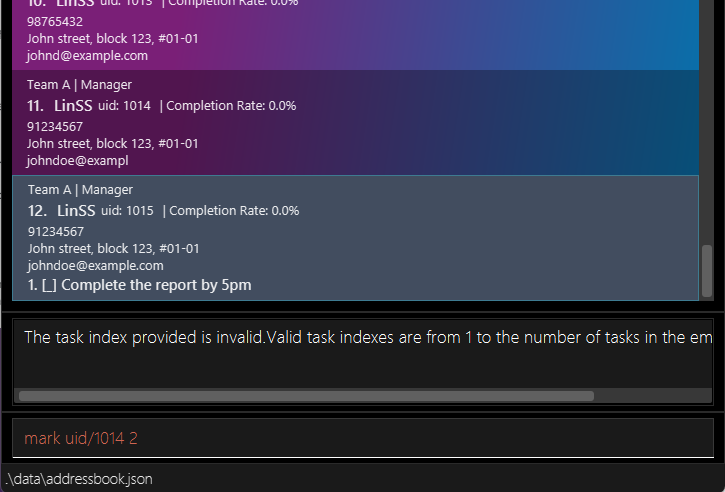 10. LinSS uid: 1013 | Completion Rate: 0.0%
98765432
John street, block 123, #01-01
johnd@example.com
Team A | Manager
11. LinSS uid: 1014 | Completion Rate: 0.0%
91234567
John street, block 123, #01-01
johndoe@exampl
Team A | Manager
12. LinSS uid: 1015 | Completion Rate: 0.0%
91234567
John street, block 123, #01-01
johndoe@example.com
1. [_] Complete the report by 5pm
The task index provided is invalid.Valid task indexes are from 1 to the number of tasks in the em
mark uid/1014 2
.\data\addressbook.json